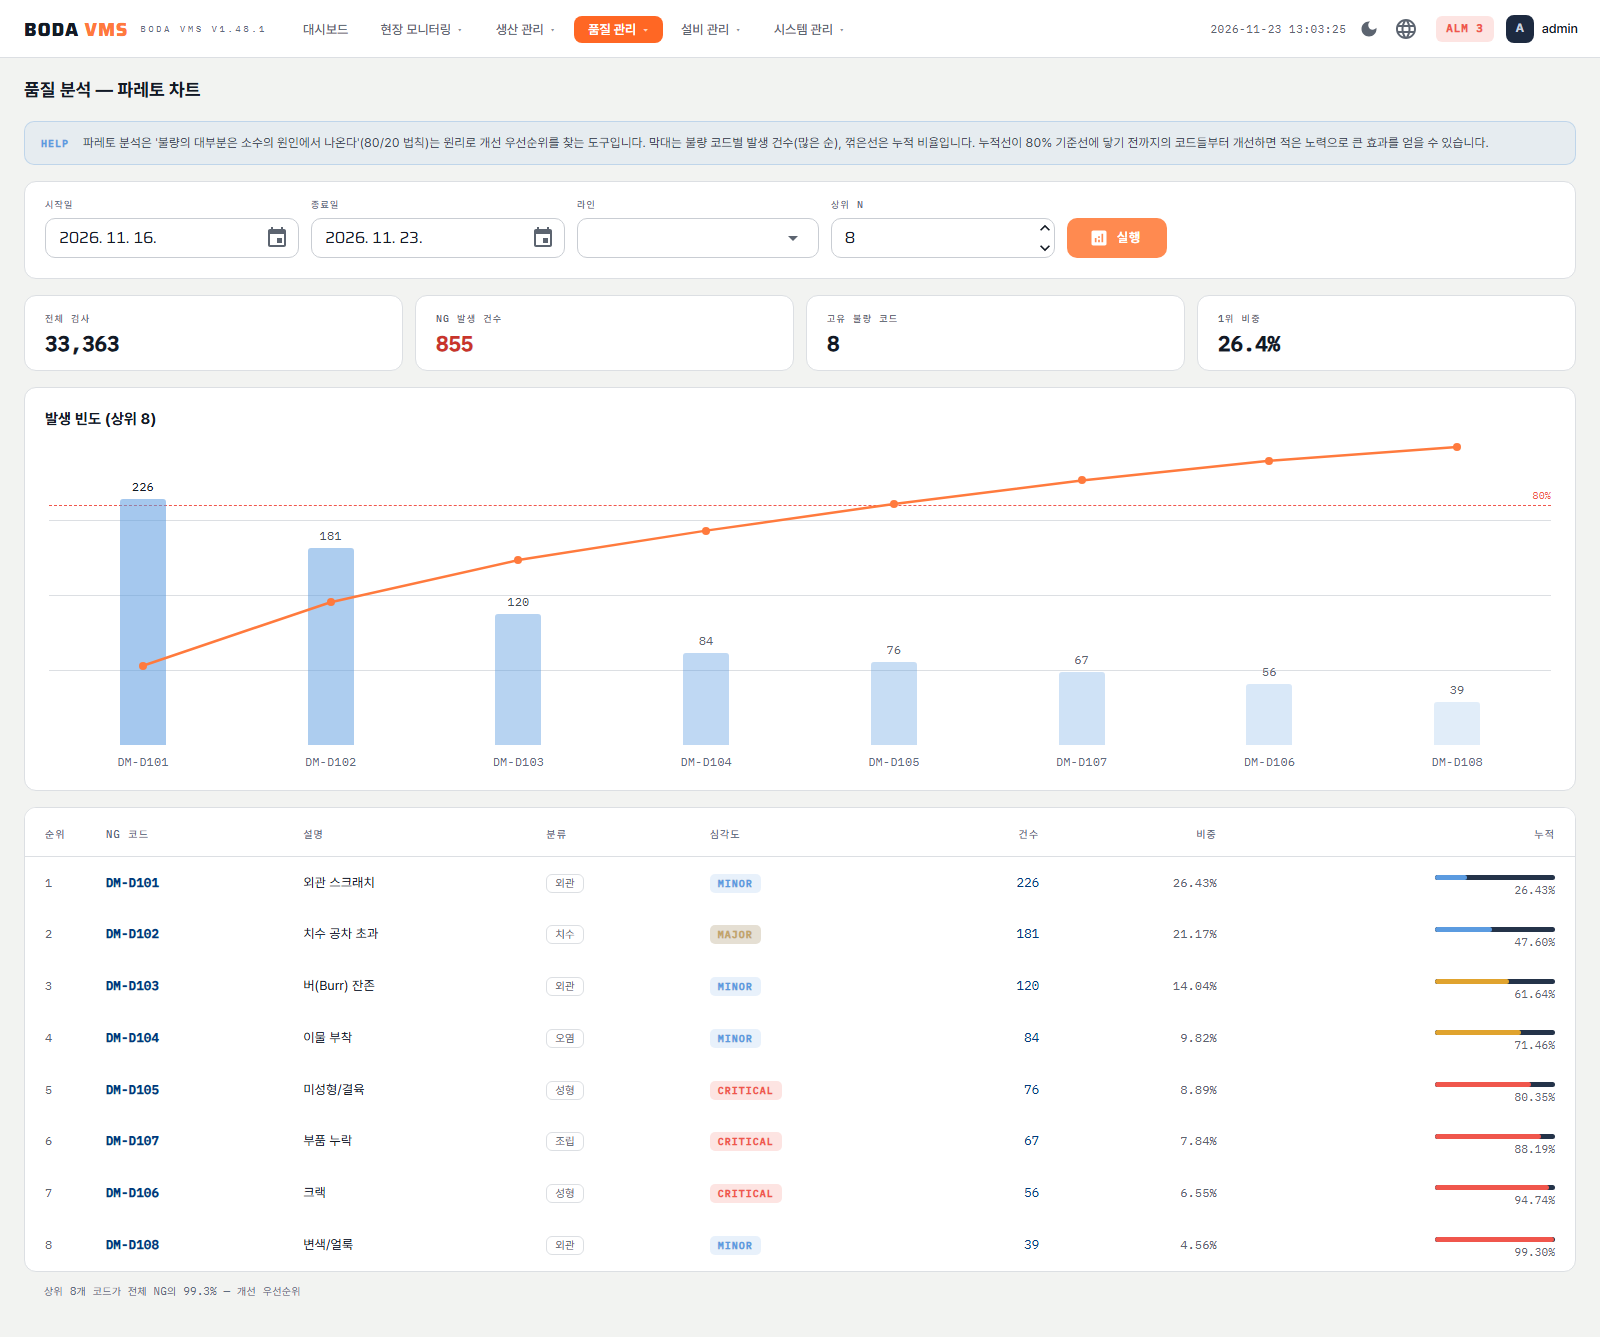 BODA VMS BODA VMS V1.48.1 대시보드 현장 모니터링 생산 관리 품질 관리 설비 관리 시스템 관리 2026-11-23 13:03:25 ALM 3 A admin
품질 분석 — 파레토 차트
HELP 파레토 분석은 '불량의 대부분은 소수의 원인에서 나온다'(80/20 법칙)는 원리로 개선 우선순위를 찾는 도구입니다. 막대는 불량 코드별 발생 건수(많은 순), 꺾은선은 누적 비율입니다. 누적선이 80% 기준선에 닿기 전까지의 코드들부터 개선하면 적은 노력으로 큰 효과를 얻을 수 있습니다.
시작일 종료일 라인 상위 N
2026. 11. 16. 2026. 11. 23. 8 실행
전체 검사 NG 발생 건수 고유 불량 코드 1위 비중
33,363 855 8 26.4%
발생 빈도 (상위 8)
226 181 120 84 76 67 56 39
80%
DM-D101 DM-D102 DM-D103 DM-D104 DM-D105 DM-D107 DM-D106 DM-D108
순위 NG 코드 설명 분류 심각도 건수 비중 누적
1 DM-D101 외관 스크래치 외관 MINOR 226 26.43% 26.43%
2 DM-D102 치수 공차 초과 치수 MAJOR 181 21.17% 47.60%
3 DM-D103 버(Burr) 잔존 외관 MINOR 120 14.04% 61.64%
4 DM-D104 이물 부착 오염 MINOR 84 9.82% 71.46%
5 DM-D105 미성형/결육 성형 CRITICAL 76 8.89% 80.35%
6 DM-D107 부품 누락 조립 CRITICAL 67 7.84% 88.19%
7 DM-D106 크랙 성형 CRITICAL 56 6.55% 94.74%
8 DM-D108 변색/얼룩 외관 MINOR 39 4.56% 99.30%
상위 8개 코드가 전체 NG의 99.3% — 개선 우선순위